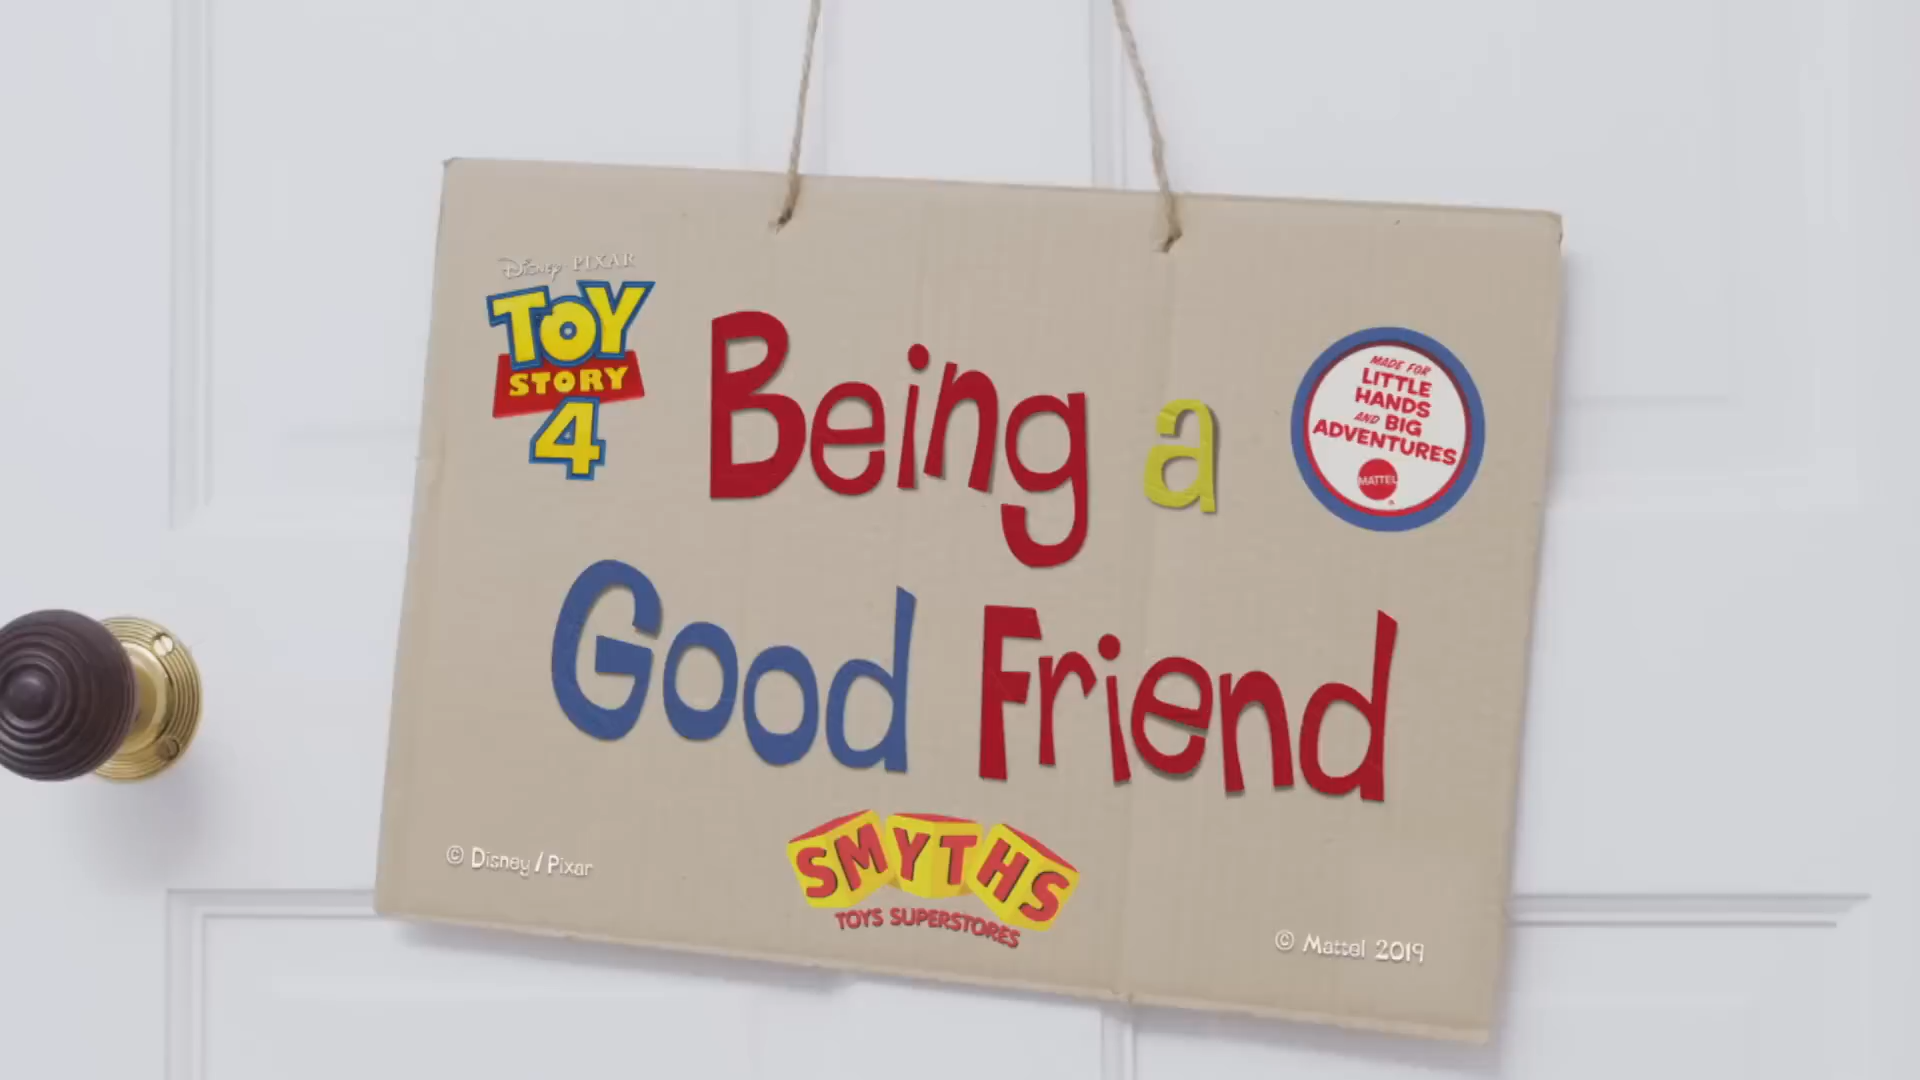 Disney PIXAR
TOY
STORY
4
Being a
Good Friend
MADE FOR
LITTLE
HANDS
AND BIG
ADVENTURES
MATTEL
SMYTHS
TOYS SUPERSTORES
© Disney/Pixar
© Mattel 2019